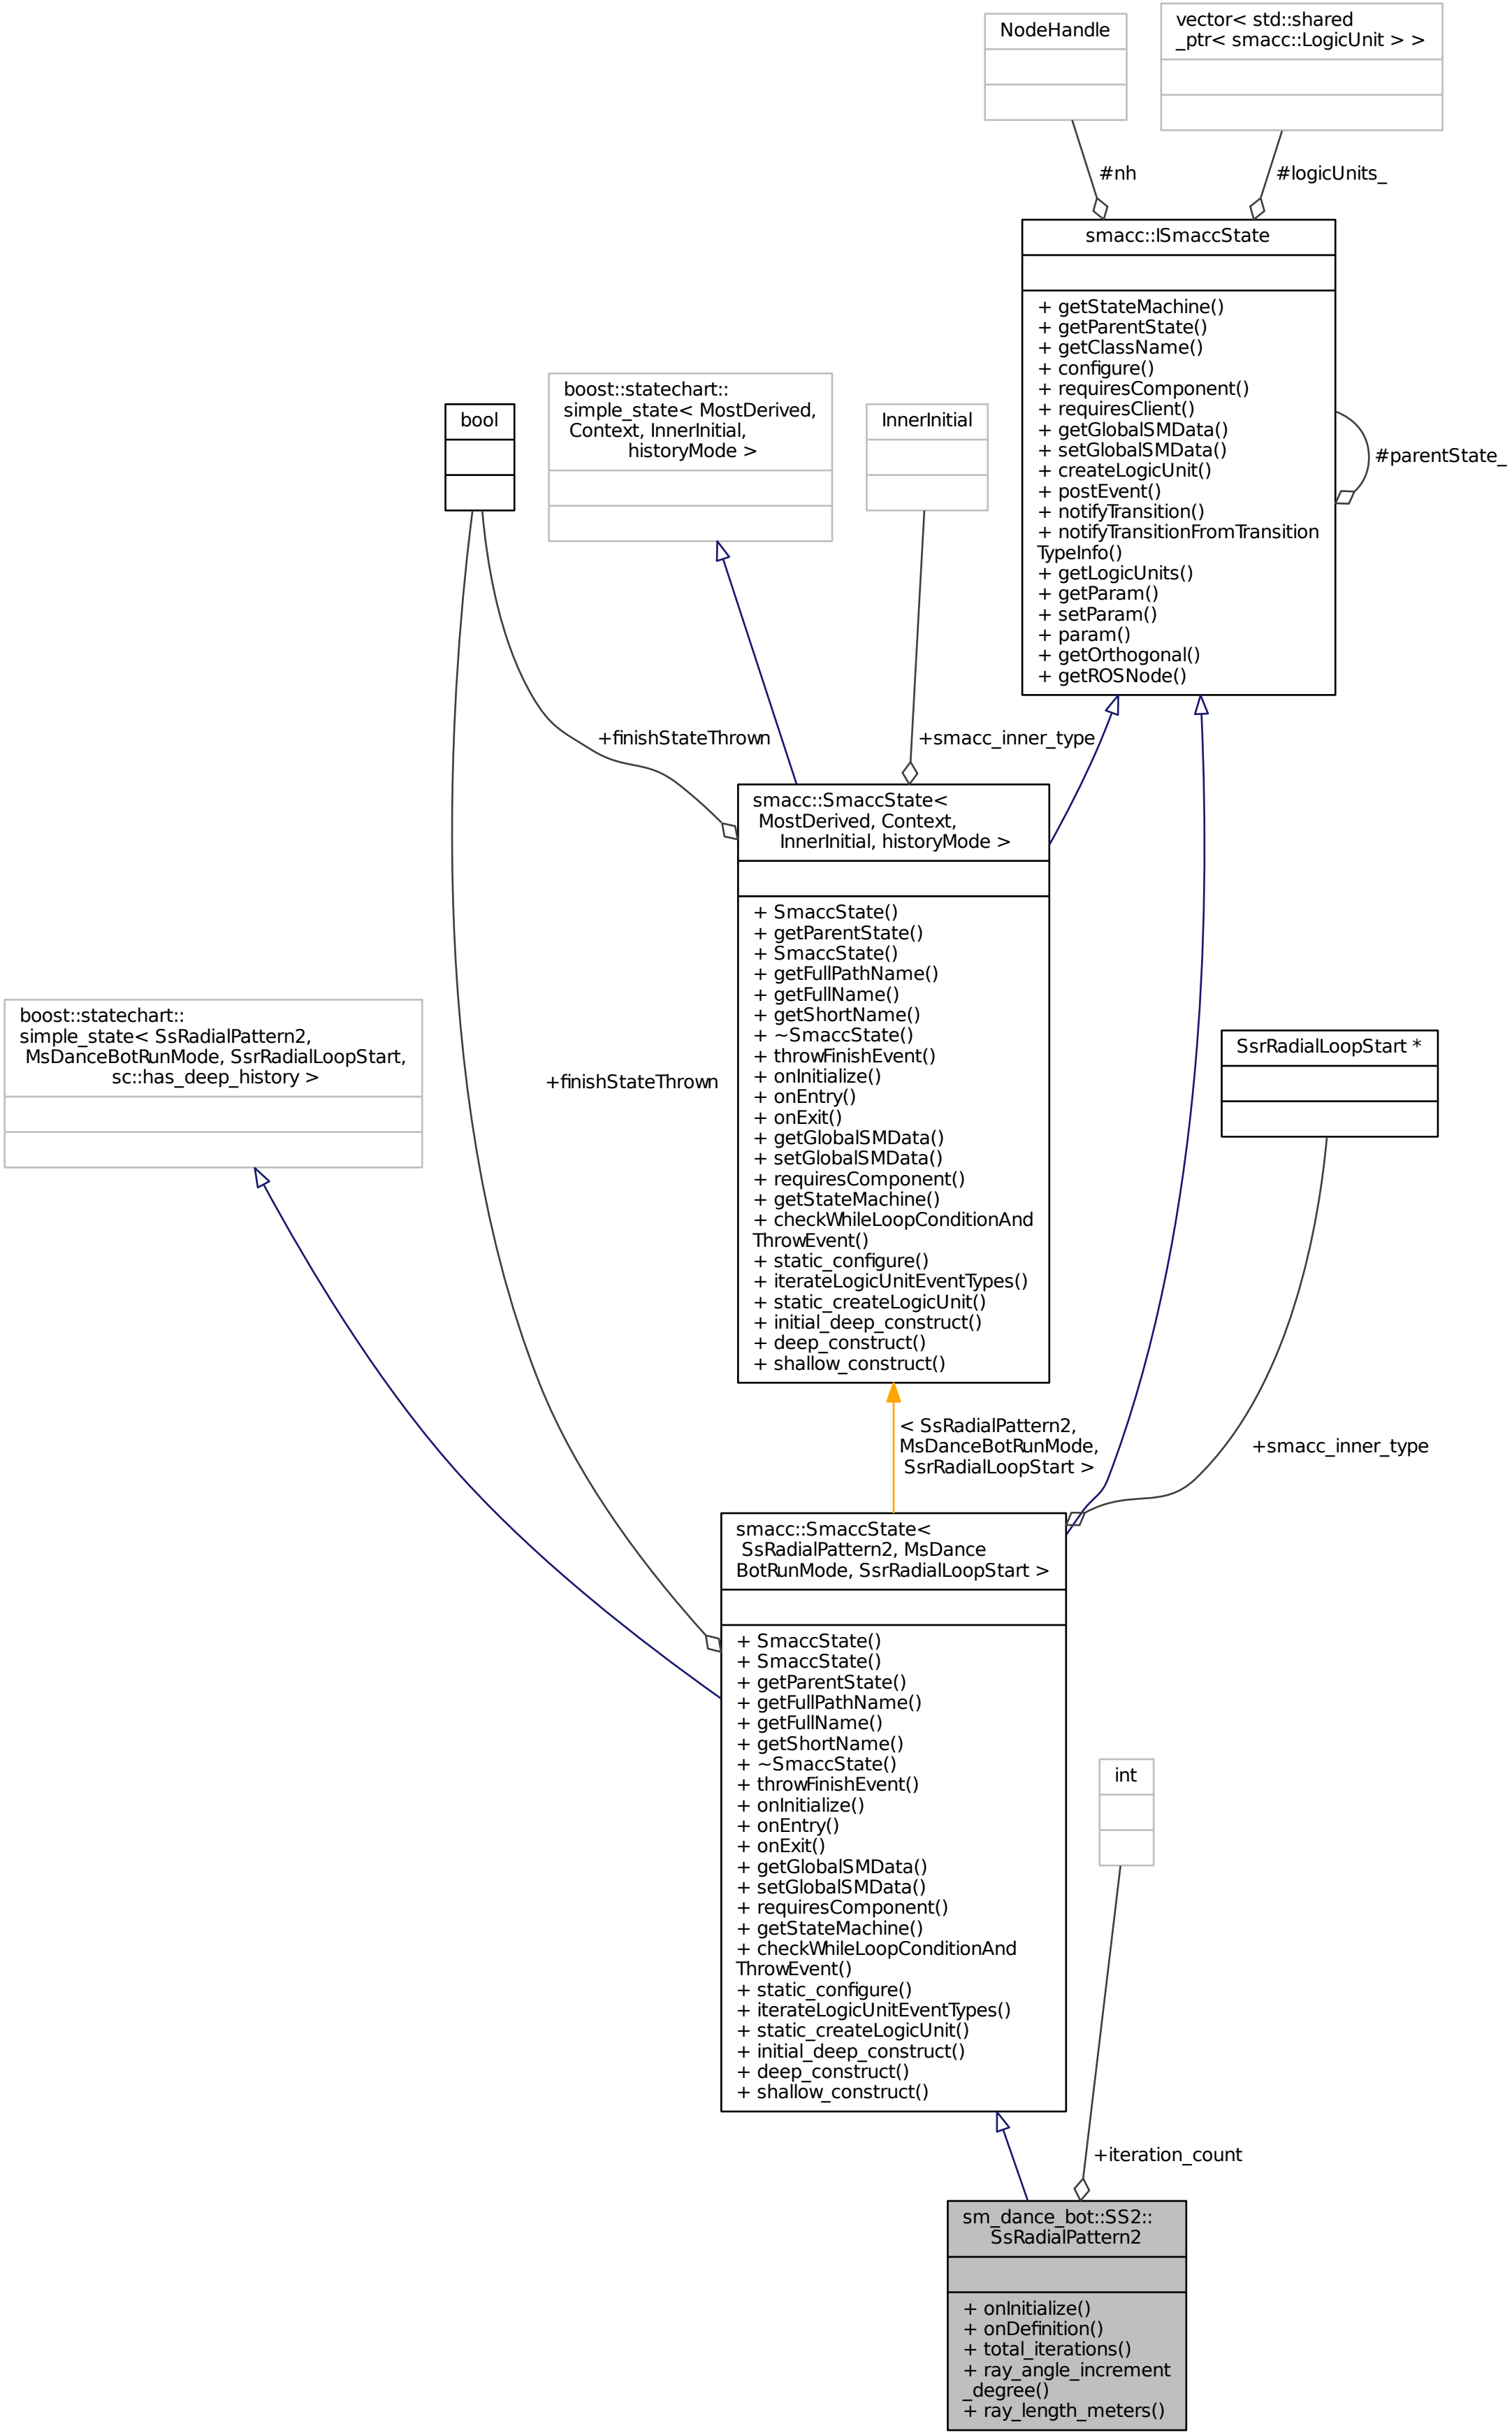 NodeHandle
vector< std::shared
_ptr< smacc::LogicUnit > >
#nh
#logicUnits_
smacc::ISmaccState
+ getStateMachine()
+ getParentState()
+ getClassName()
+ configure()
+ requiresComponent()
+ requiresClient()
+ getGlobalSMData()
+ setGlobalSMData()
+ createLogicUnit()
+ postEvent()
+ notifyTransition()
+ notifyTransitionFromTransition
TypeInfo()
+ getLogicUnits()
+ getParam()
+ setParam()
+ param()
+ getOrthogonal()
+ getROSNode()
#parentState_
boost::statechart::
simple_state< MostDerived,
Context, InnerInitial,
historyMode >
bool
InnerInitial
+finishStateThrown
+smacc_inner_type
smacc::SmaccState<
MostDerived, Context,
InnerInitial, historyMode >
+ SmaccState()
+ getParentState()
+ SmaccState()
+ getFullPathName()
+ getFullName()
+ getShortName()
+ ~SmaccState()
+ throwFinishEvent()
+ onInitialize()
+ onEntry()
+ onExit()
+ getGlobalSMData()
+ setGlobalSMData()
+ requiresComponent()
+ getStateMachine()
+ checkWhileLoopConditionAnd
ThrowEvent()
+ static_configure()
+ iterateLogicUnitEventTypes()
+ static_createLogicUnit()
+ initial_deep_construct()
+ deep_construct()
+ shallow_construct()
boost::statechart::
simple_state< SsRadialPattern2,
MsDanceBotRunMode, SsrRadialLoopStart,
sc::has_deep_history >
+finishStateThrown
SsrRadialLoopStart *
< SsRadialPattern2,
MsDanceBotRunMode,
SsrRadialLoopStart >
+smacc_inner_type
smacc::SmaccState<
SsRadialPattern2, MsDance
BotRunMode, SsrRadialLoopStart >
+ SmaccState()
+ SmaccState()
+ getParentState()
+ getFullPathName()
+ getFullName()
+ getShortName()
+ ~SmaccState()
+ throwFinishEvent()
+ onInitialize()
+ onEntry()
+ onExit()
+ getGlobalSMData()
+ setGlobalSMData()
+ requiresComponent()
+ getStateMachine()
+ checkWhileLoopConditionAnd
ThrowEvent()
+ static_configure()
+ iterateLogicUnitEventTypes()
+ static_createLogicUnit()
+ initial_deep_construct()
+ deep_construct()
+ shallow_construct()
int
+iteration_count
sm_dance_bot::SS2::
SsRadialPattern2
+ onInitialize()
+ onDefinition()
+ total_iterations()
+ ray_angle_increment
_degree()
+ ray_length_meters()